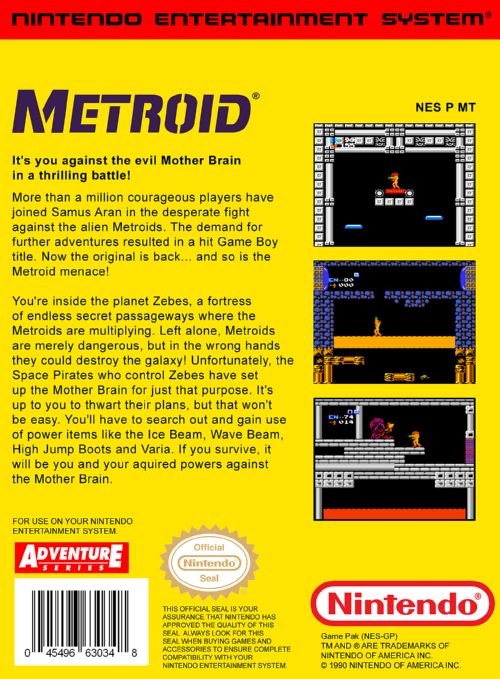 NINTENDO ENTERTAINMENT SYSTEM®
METROID®
NES P MT
It's you against the evil Mother Brain
in a thrilling battle!
More than a million courageous players have
joined Samus Aran in the desperate fight
against the alien Metroids. The demand for
further adventures resulted in a hit Game Boy
title. Now the original is back... and so is the
Metroid menace!
You're inside the planet Zebes, a fortress
of endless secret passageways where the
Metroids are multiplying. Left alone, Metroids
are merely dangerous, but in the wrong hands
they could destroy the galaxy! Unfortunately, the
Space Pirates who control Zebes have set
up the Mother Brain for just that purpose. It's
up to you to thwart their plans, but that won't
be easy. You'll have to search out and gain use
of power items like the Ice Beam, Wave Beam,
High Jump Boots and Varia. If you survive, it
will be you and your aquired powers against
the Mother Brain.
EN..74
014
FOR USE ON YOUR NINTENDO
ENTERTAINMENT SYSTEM.
ADVENTURE
SERIES
0 45496 63034 8
Official
Nintendo
Seal
THIS OFFICIAL SEAL IS YOUR
ASSURANCE THAT NINTENDO HAS
APPROVED THE QUALITY OF THIS
SEAL. ALWAYS LOOK FOR THIS
SEAL WHEN BUYING GAMES AND
ACCESSORIES TO ENSURE COMPLETE
COMPATIBILITY WITH YOUR
NINTENDO ENTERTAINMENT SYSTEM.
Nintendo®
Game Pak (NES-GP)
TM AND ® ARE TRADEMARKS OF
NINTENDO OF AMERICA INC.
© 1990 NINTENDO OF AMERICA INC.